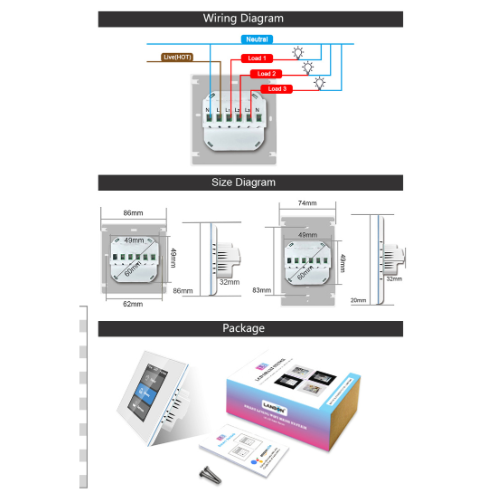 Wiring Diagram
Neutral
Live(HOT)
Load 1
Load 2
Load 3
N L L1 L2 L3 N
Size Diagram
86mm
49mm
49mm
60mm
62mm
86mm
32mm
74mm
49mm
49mm
60mm
83mm
20mm
32mm
Package
LANBON